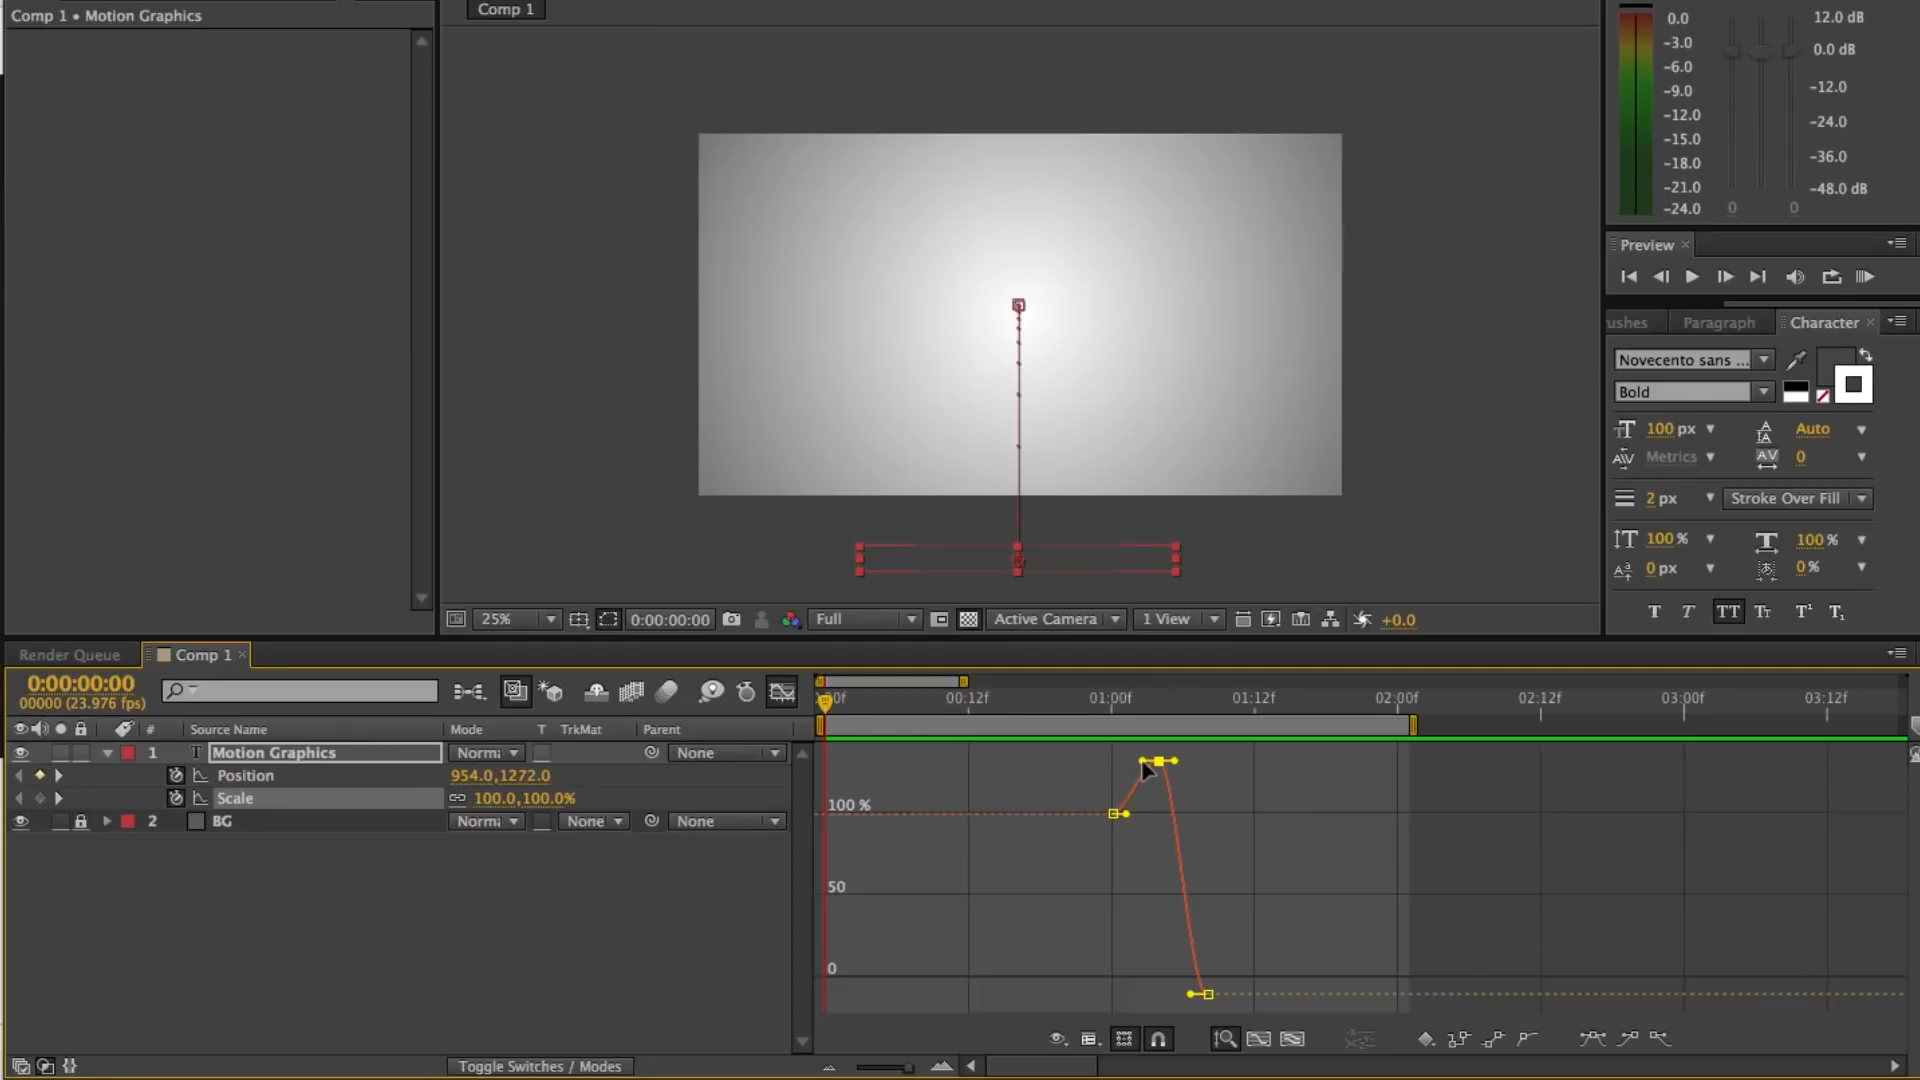 Comp 1 • Motion Graphics
Comp 1
0.0
-3.0
-6.0
-9.0
-12.0
-15.0
-18.0
-21.0
-24.0
12.0 dB
0.0 dB
-12.0
-24.0
-36.0
-48.0 dB
0
0
Preview
ushes
Paragraph
Character
Novecento sans ...
Bold
100 px
Auto
Metrics
0
2 px
Stroke Over Fill
100 %
100 %
0 px
0 %
25%
0:00:00:00
Full
Active Camera
1 View
+0.0
Render Queue
Comp 1
0:00:00:00
00000 (23.976 fps)
:00f
00:12f
01:00f
01:12f
02:00f
02:12f
03:00f
03:12f
#
Source Name
Mode
T
TrkMat
Parent
1
T
Motion Graphics
Norma
None
Position
954.0,1272.0
Scale
100.0,100.0%
2
BG
Norma
None
None
100 %
50
0
Toggle Switches / Modes